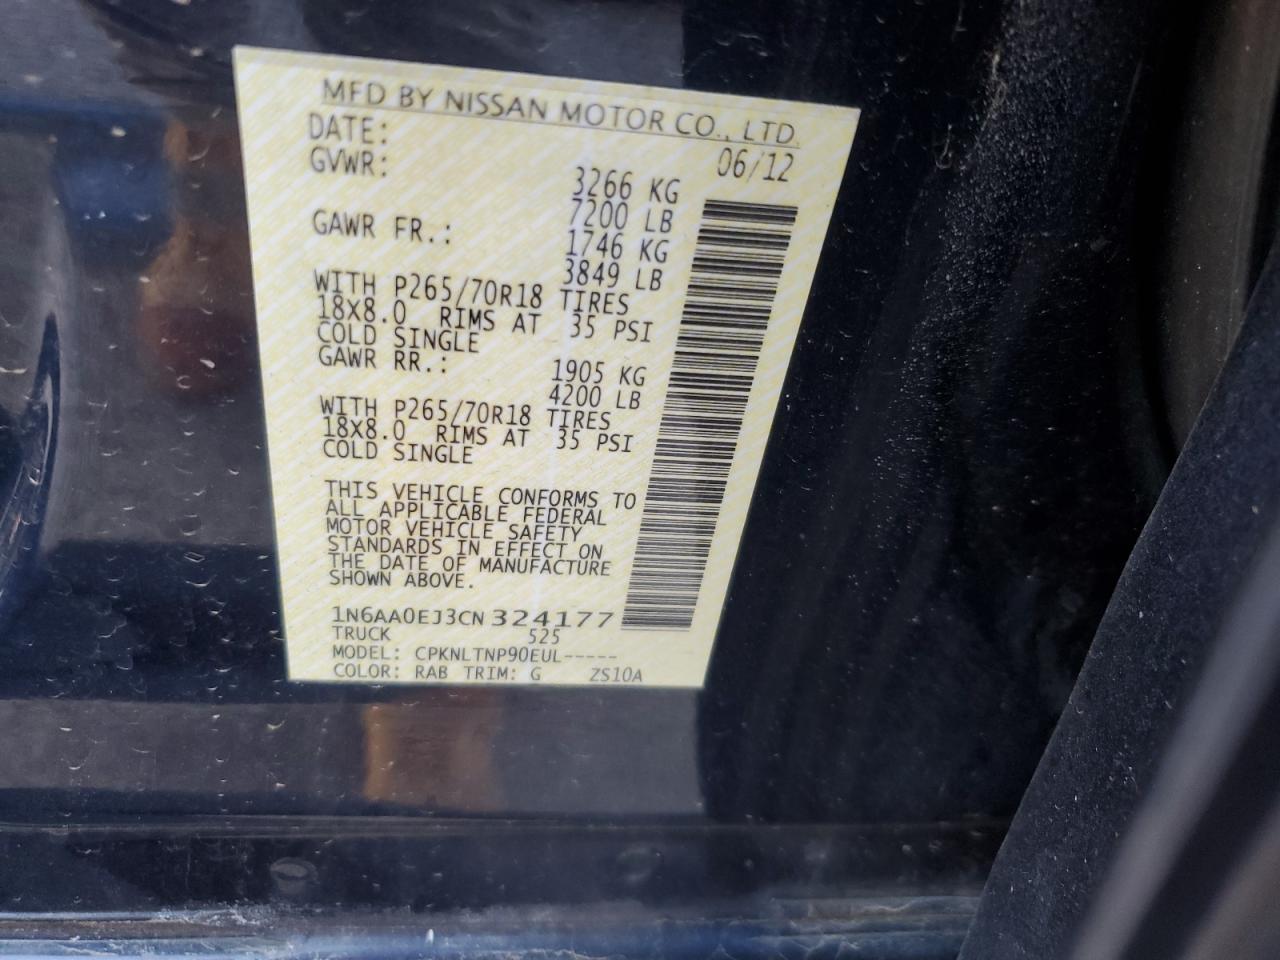 MFD BY NISSAN MOTOR CO., LTD.
DATE: 06/12
GVWR: 3266 KG
7200 LB
GAWR FR.: 1746 KG
3849 LB
WITH P265/70R18 TIRES
18X8.0 RIMS AT 35 PSI
COLD SINGLE
GAWR RR.: 1905 KG
4200 LB
WITH P265/70R18 TIRES
18X8.0 RIMS AT 35 PSI
COLD SINGLE
THIS VEHICLE CONFORMS TO
ALL APPLICABLE FEDERAL
MOTOR VEHICLE SAFETY
STANDARDS IN EFFECT ON
THE DATE OF MANUFACTURE
SHOWN ABOVE.
1N6AA0EJ3CN324177
TRUCK 525
MODEL: CPKNLTNP90EUL-----
COLOR: RAB TRIM: G ZS10A